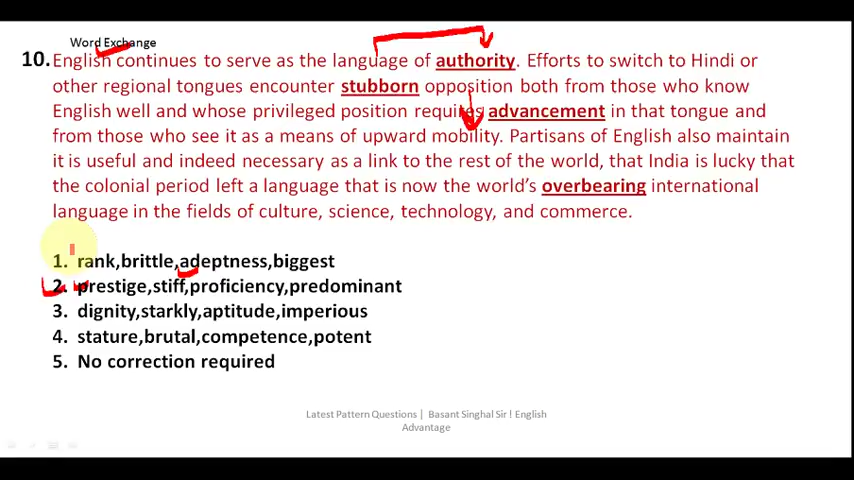 Word Exchange
10. English continues to serve as the language of authority. Efforts to switch to Hindi or
other regional tongues encounter stubborn opposition both from those who know
English well and whose privileged position requires advancement in that tongue and
from those who see it as a means of upward mobility. Partisans of English also maintain
it is useful and indeed necessary as a link to the rest of the world, that India is lucky that
the colonial period left a language that is now the world's overbearing international
language in the fields of culture, science, technology, and commerce.
1. rank,brittle,adeptness,biggest
2. prestige,stiff,proficiency,predominant
3. dignity,starkly,aptitude,imperious
4. stature,brutal,competence,potent
5. No correction required
Latest Pattern Questions | Basant Singhal Sir ! English
Advantage